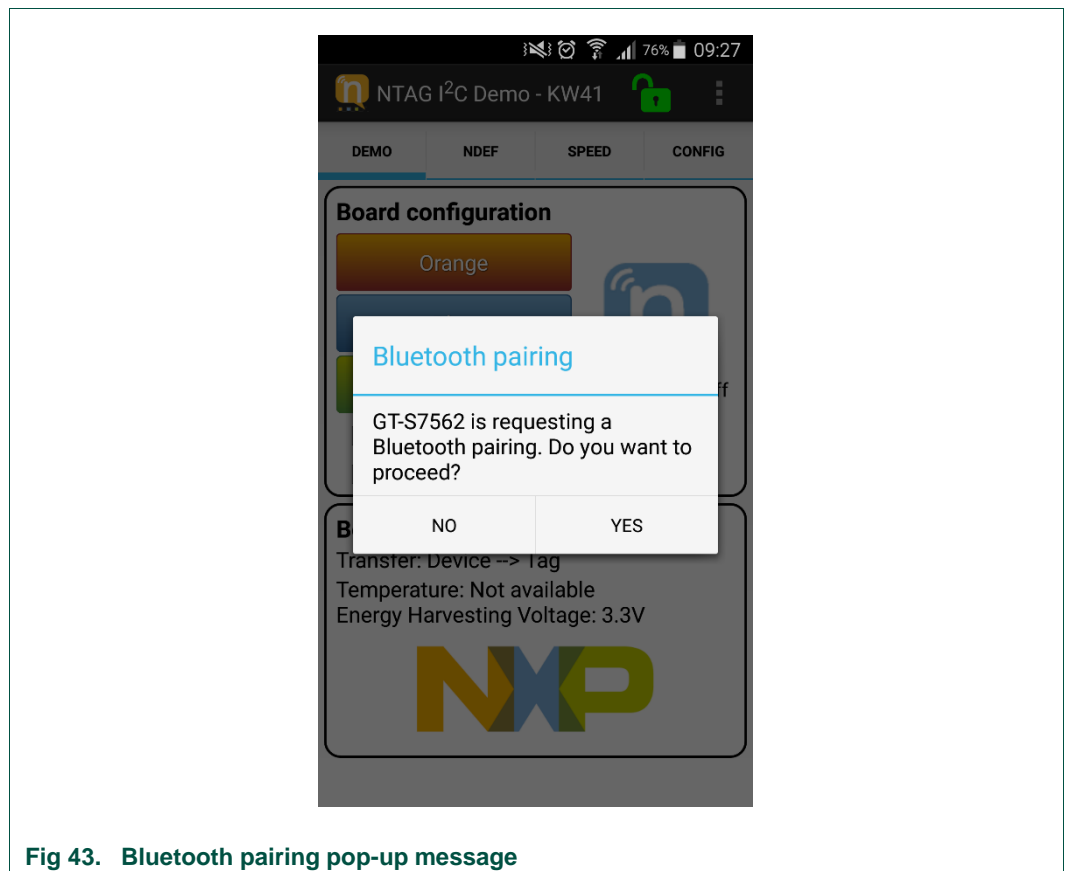 76% 09:27
NTAG I²C Demo - KW41
DEMO NDEF SPEED CONFIG
Board configuration
Orange
ff
Bluetooth pairing
GT-S7562 is requesting a
Bluetooth pairing. Do you want to
proceed?
NO YES
Transfer: Device --> Tag
Temperature: Not available
Energy Harvesting Voltage: 3.3V
NXP
Fig 43. Bluetooth pairing pop-up message